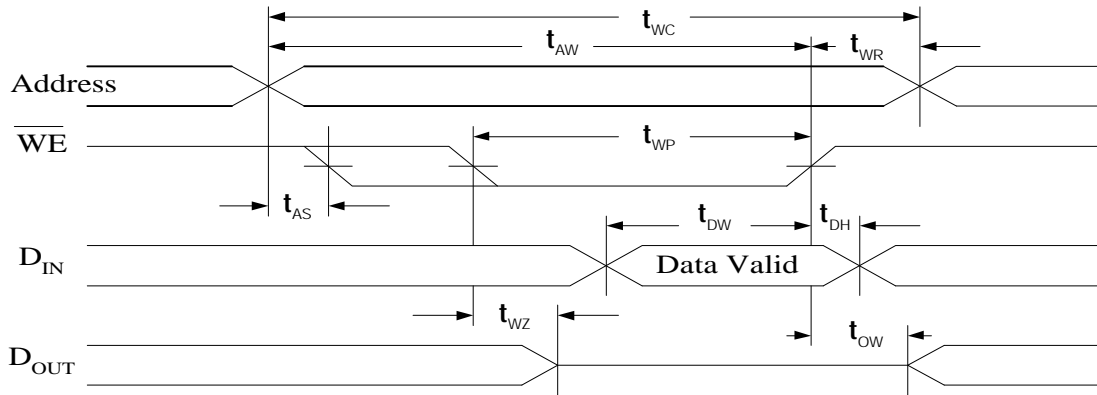 tWC
tAW
tWR
Address
WE
tWP
tAS
tDW
tDH
DIN
Data Valid
tWZ
tOW
DOUT